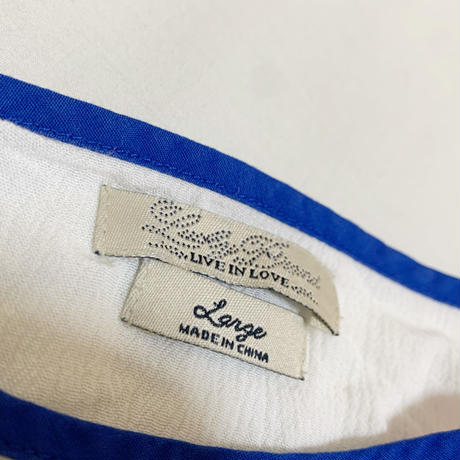 Lucky Brand
LIVE IN LOVE
Large
MADE IN CHINA